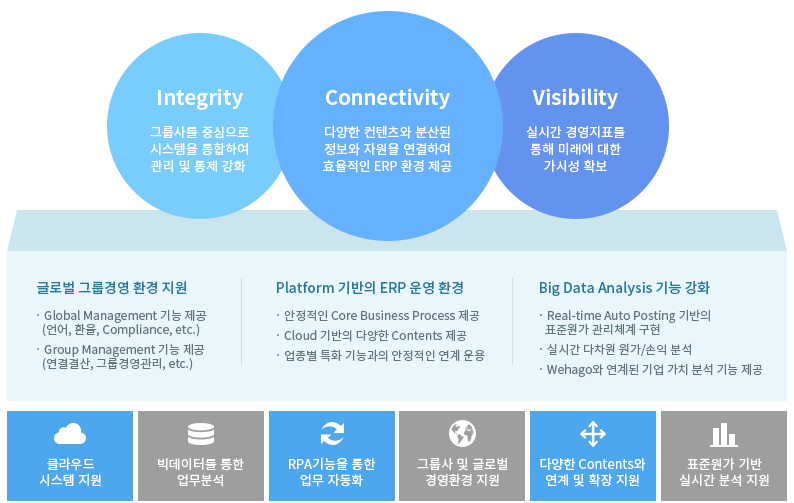 Integrity
그룹사를 중심으로
시스템을 통합하여
관리 및 통제 강화
Connectivity
다양한 컨텐츠와 분산된
정보와 자원을 연결하여
효율적인 ERP 환경 제공
Visibility
실시간 경영지표를
통해 미래에 대한
가시성 확보
글로벌 그룹경영 환경 지원
· Global Management 기능 제공
(언어, 환율, Compliance, etc.)
· Group Management 기능 제공
(연결결산, 그룹경영관리, etc.)
Platform 기반의 ERP 운영 환경
· 안정적인 Core Business Process 제공
· Cloud 기반의 다양한 Contents 제공
· 업종별 특화 기능과의 안정적인 연계 운용
Big Data Analysis 기능 강화
· Real-time Auto Posting 기반의
표준원가 관리체계 구현
· 실시간 다차원 원가/손익 분석
· Wehago와 연계된 기업 가치 분석 기능 제공
클라우드
시스템 지원
빅데이터를 통한
업무분석
RPA기능을 통한
업무 자동화
그룹사 및 글로벌
경영환경 지원
다양한 Contents와
연계 및 확장 지원
표준원가 기반
실시간 분석 지원